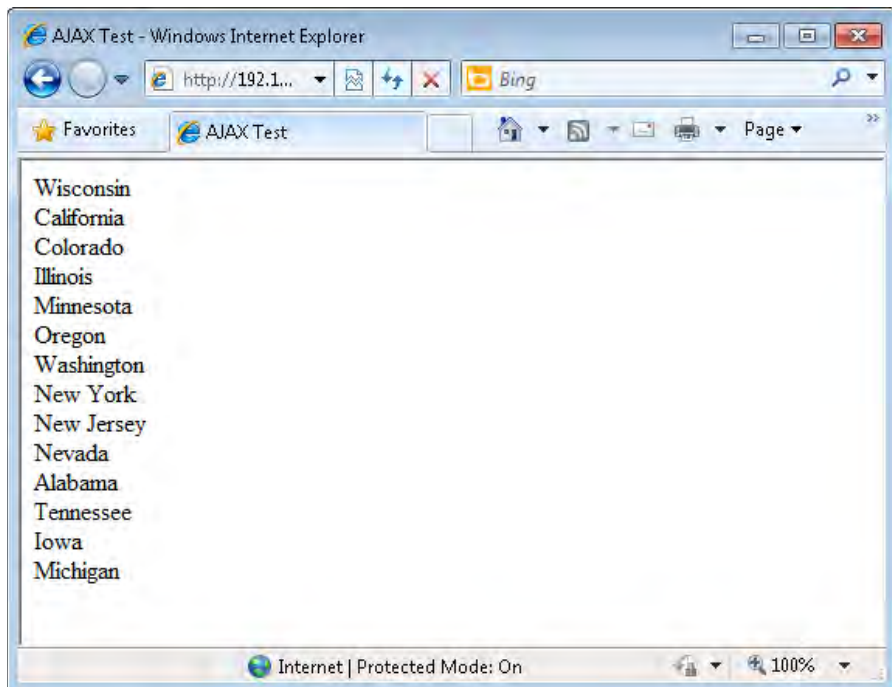 AJAX Test - Windows Internet Explorer
http://192.1... Bing
Favorites AJAX Test Page
Wisconsin
California
Colorado
Illinois
Minnesota
Oregon
Washington
New York
New Jersey
Nevada
Alabama
Tennessee
Iowa
Michigan
Internet | Protected Mode: On 100%